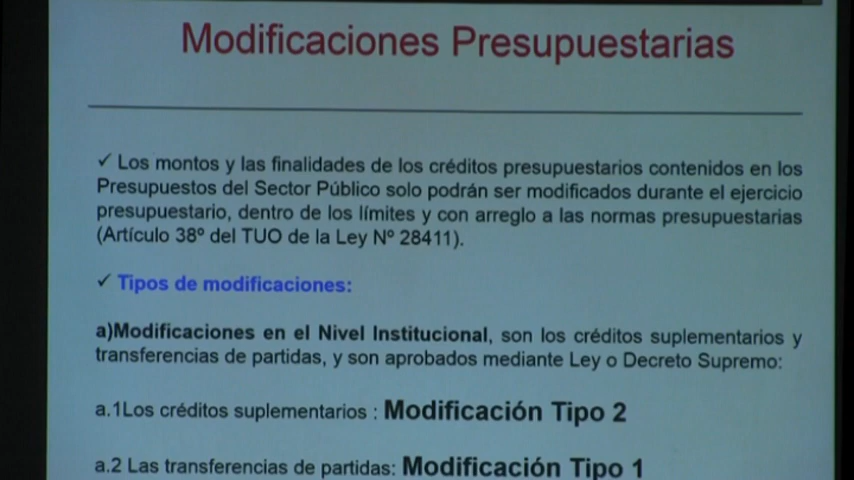 Modificaciones Presupuestarias
✓ Los montos y las finalidades de los créditos presupuestarios contenidos en los
Presupuestos del Sector Público solo podrán ser modificados durante el ejercicio
presupuestario, dentro de los límites y con arreglo a las normas presupuestarias
(Artículo 38º del TUO de la Ley Nº 28411).
✓ Tipos de modificaciones:
a)Modificaciones en el Nivel Institucional, son los créditos suplementarios y
transferencias de partidas, y son aprobados mediante Ley o Decreto Supremo:
a.1Los créditos suplementarios : Modificación Tipo 2
a.2 Las transferencias de partidas: Modificación Tipo 1